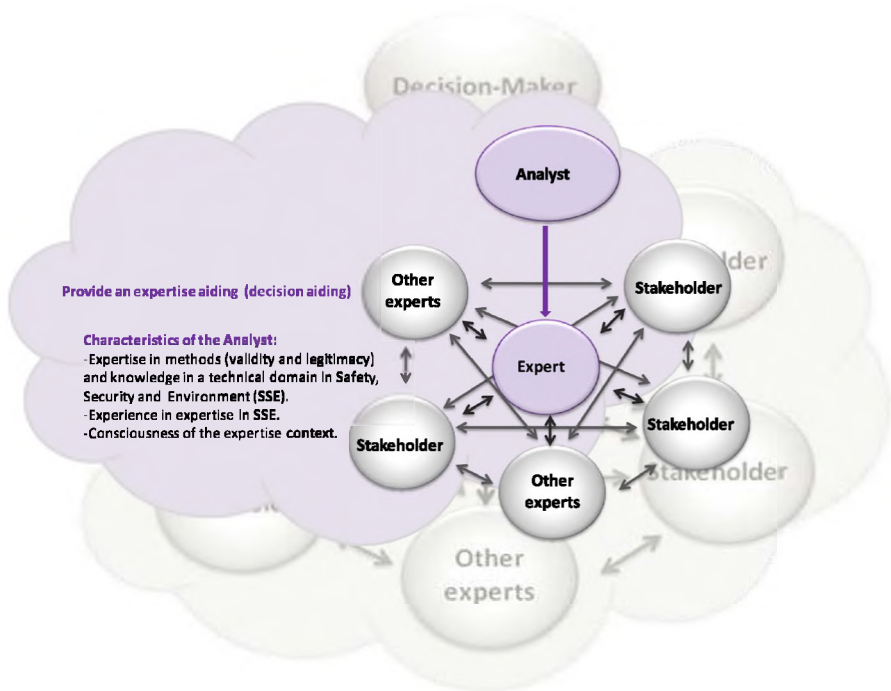 Decision-Maker
Analyst
Other
experts
Stakeholder
Provide an expertise aiding (decision aiding)
Characteristics of the Analyst:
-Expertise in methods (validity and legitimacy)
and knowledge in a technical domain in Safety,
Security and Environment (SSE).
-Experience in expertise in SSE.
-Consciousness of the expertise context.
Expert
Stakeholder
Stakeholder
Other
experts
Stakeholder
Other
experts